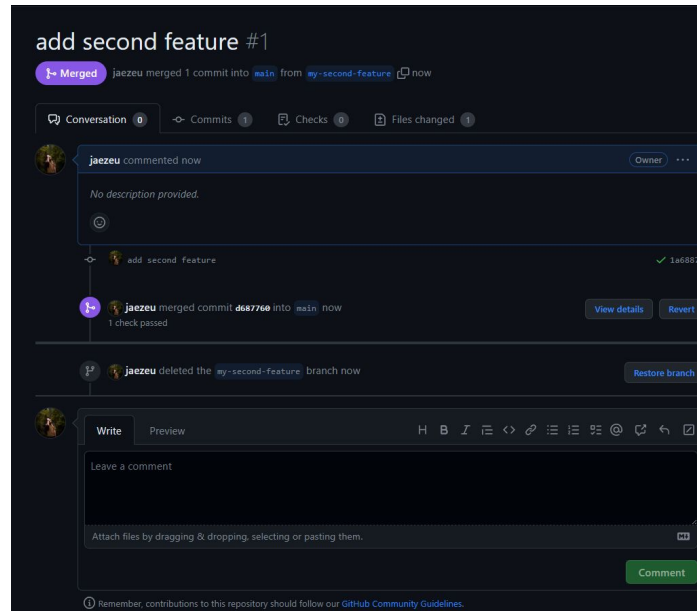 add second feature #1
Merged jaezeu merged 1 commit into main from my-second-feature now
Conversation 0 Commits 1 Checks 0 Files changed 1
jaezeu commented now Owner ...
No description provided.
add second feature 1a6887
jaezeu merged commit d687760 into main now View details Revert
1 check passed
jaezeu deleted the my-second-feature branch now Restore branch
Write Preview H B I
Leave a comment
Attach files by dragging & dropping, selecting or pasting them.
Comment
Remember, contributions to this repository should follow our GitHub Community Guidelines.